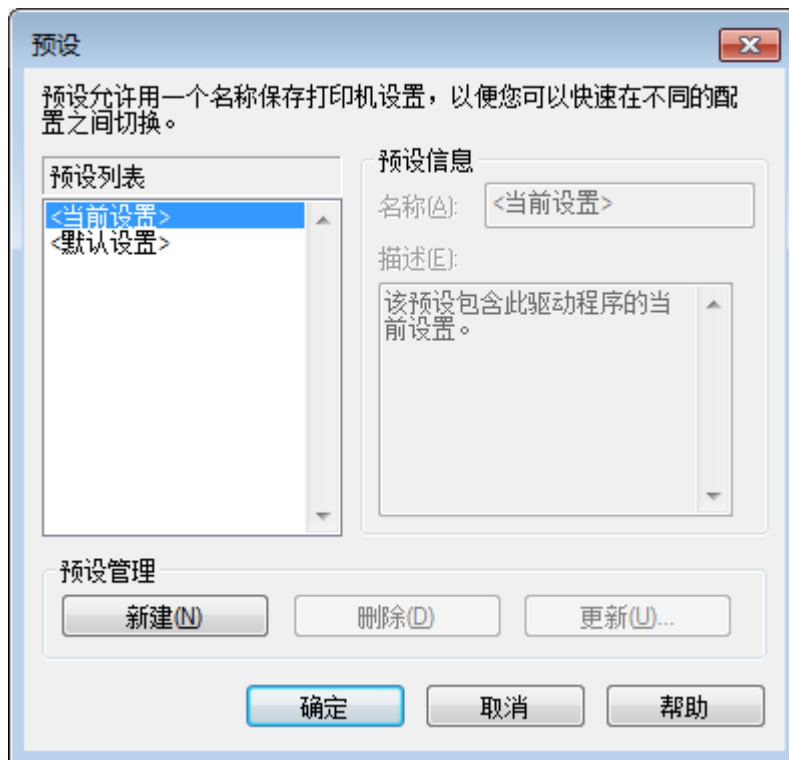 预设
预设允许用一个名称保存打印机设置，以便您可以快速在不同的配
置之间切换。
预设列表
<当前设置>
<默认设置>
预设信息
名称(A):
<当前设置>
描述(E):
该预设包含此驱动程序的当
前设置。
预设管理
新建(N)
删除(D)
更新(U)...
确定
取消
帮助